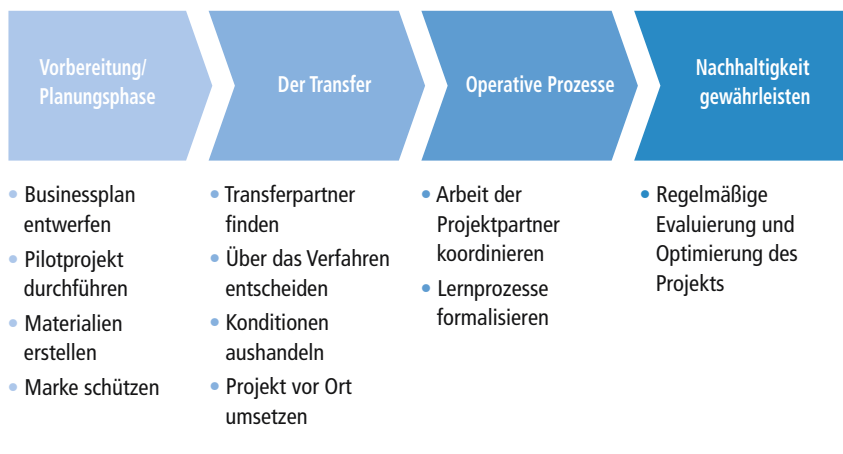 Vorbereitung/
Planungsphase
Der Transfer
Operative Prozesse
Nachhaltigkeit
gewährleisten
• Businessplan
entwerfen
• Pilotprojekt
durchführen
• Materialien
erstellen
• Marke schützen
• Transferpartner
finden
• Über das Verfahren
entscheiden
• Konditionen
aushandeln
• Projekt vor Ort
umsetzen
• Arbeit der
Projektpartner
koordinieren
• Lernprozesse
formalisieren
• Regelmäßige
Evaluierung und
Optimierung des
Projekts